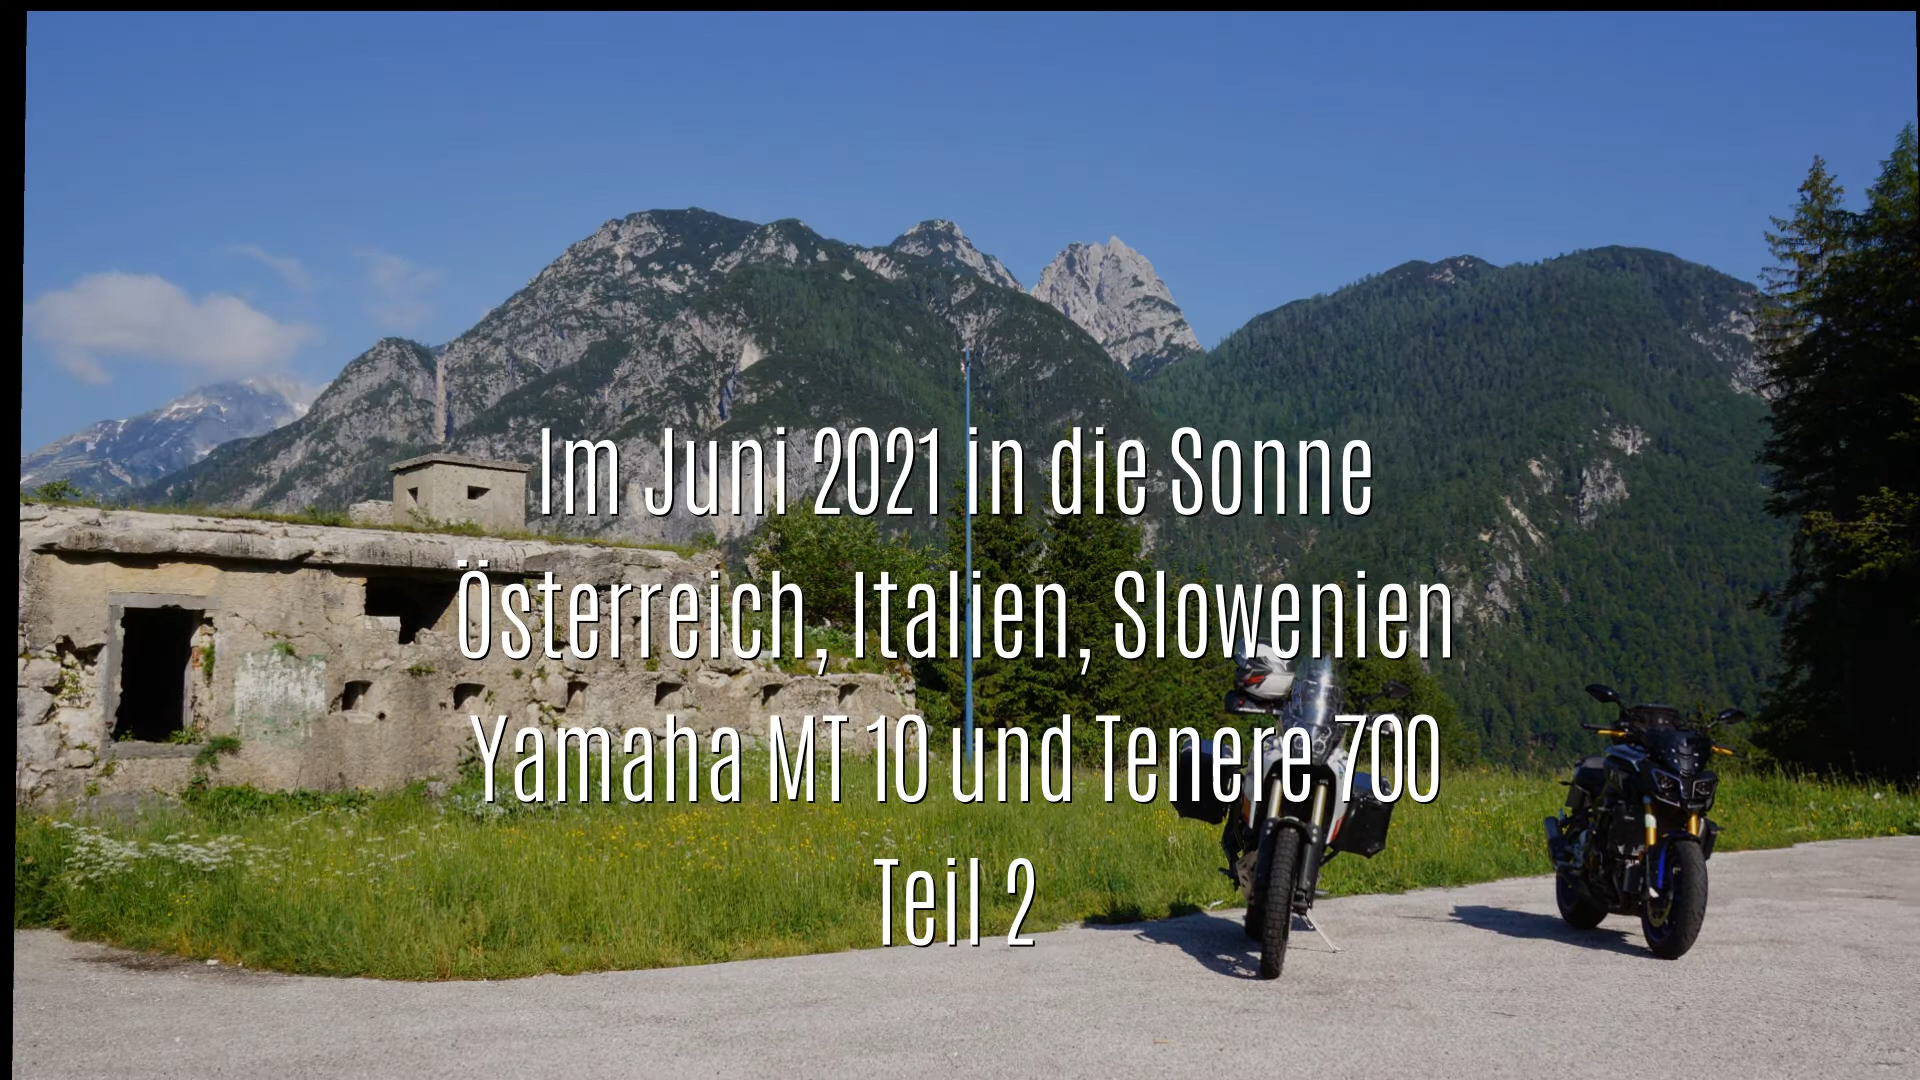 Im Juni 2021 in die Sonne
Österreich, Italien, Slowenien
Yamaha MT 10 und Tenere 700
Teil 2